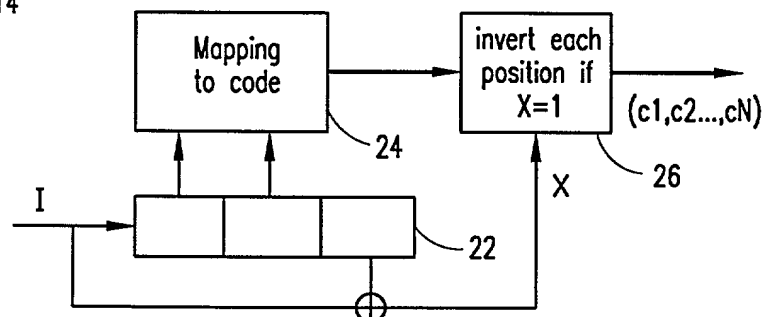 14
Mapping
to code
invert each
position if
X=1
(c1,c2...,cN)
24
26
I
X
22